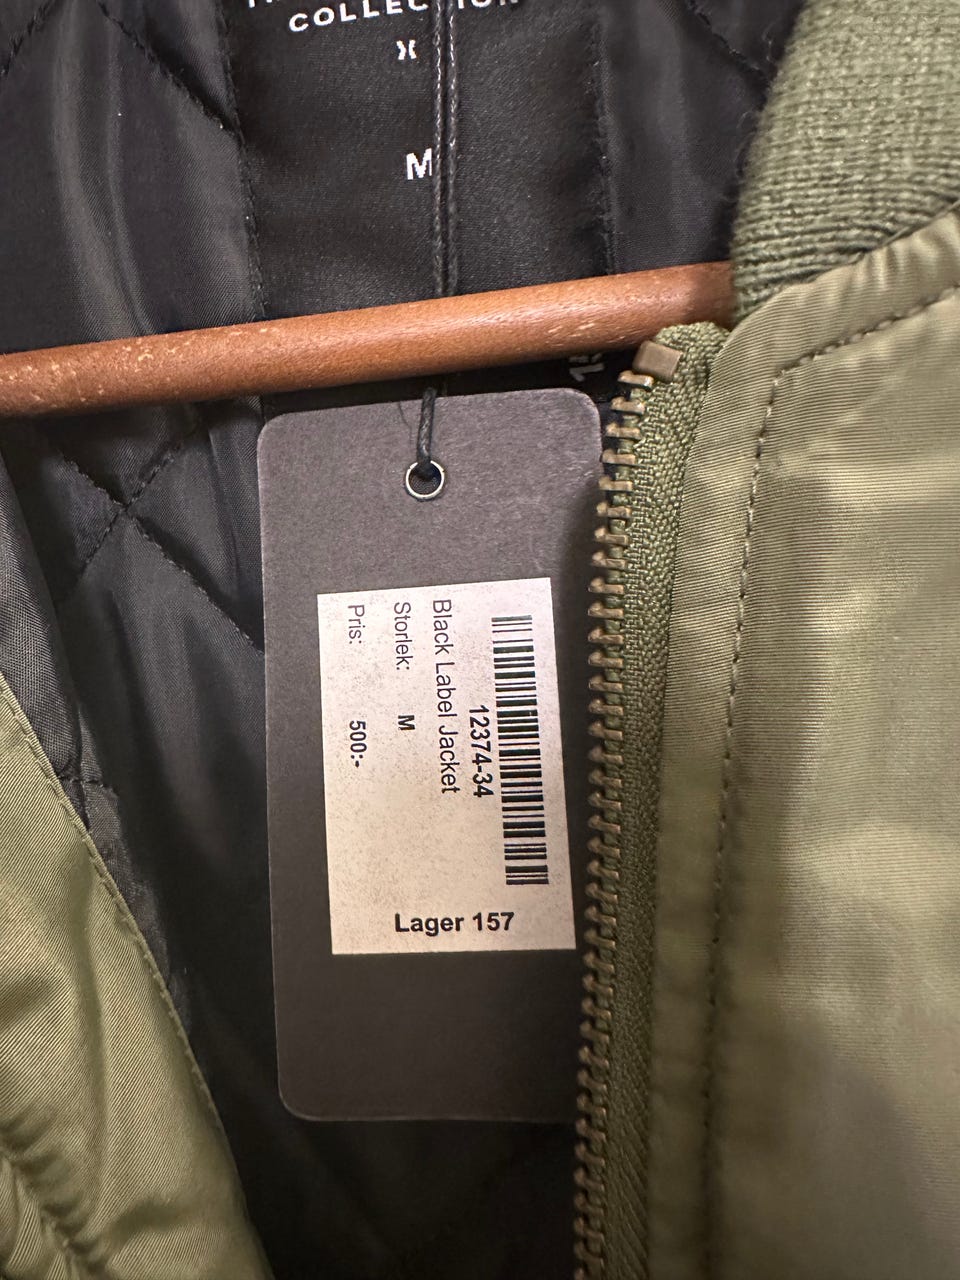 COLLECTION
M
12374-34
Black Label Jacket
Storlek: M
Pris: 500:-
Lager 157